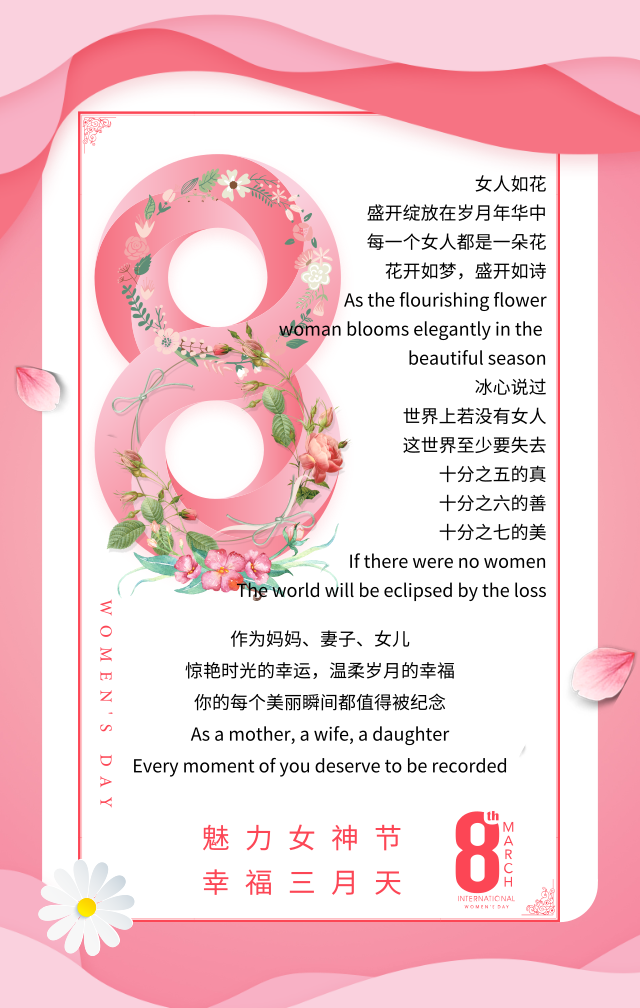 女人如花
盛开绽放在岁月年华中
每一个女人都是一朵花
花开如梦，盛开如诗
As the flourishing flower
woman blooms elegantly in the
beautiful season
冰心说过
世界上若没有女人
这世界至少要失去
十分之五的真
十分之六的善
十分之七的美
If there were no women
The world will be eclipsed by the loss
WOMEN'S DAY
作为妈妈、妻子、女儿
惊艳时光的幸运，温柔岁月的幸福
你的每个美丽瞬间都值得被纪念
As a mother, a wife, a daughter
Every moment of you deserve to be recorded
魅力女神节
幸福三月天
8th
MARCH
INTERNATIONAL
WOMEN'S DAY